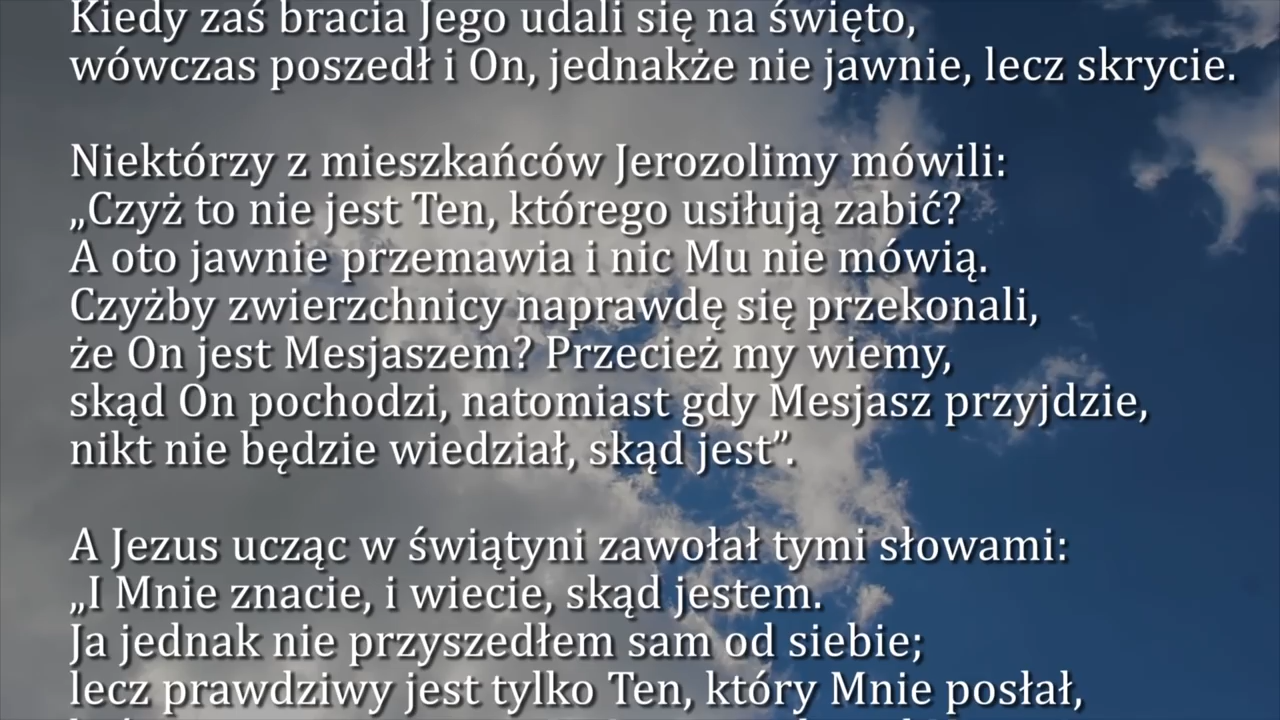 Kiedy zaś bracia Jego udali się na święto,
wówczas poszedł i On, jednakże nie jawnie, lecz skrycie.
Niektórzy z mieszkańców Jerozolimy mówili:
„Czyż to nie jest Ten, którego usiłują zabić?
A oto jawnie przemawia i nic Mu nie mówią.
Czyżby zwierzchnicy naprawdę się przekonali,
że On jest Mesjaszem? Przecież my wiemy,
skąd On pochodzi, natomiast gdy Mesjasz przyjdzie,
nikt nie będzie wiedział, skąd jest”.
A Jezus ucząc w świątyni zawołał tymi słowami:
„I Mnie znacie, i wiecie, skąd jestem.
Ja jednak nie przyszedłem sam od siebie;
lecz prawdziwy jest tylko Ten, który Mnie posłał,